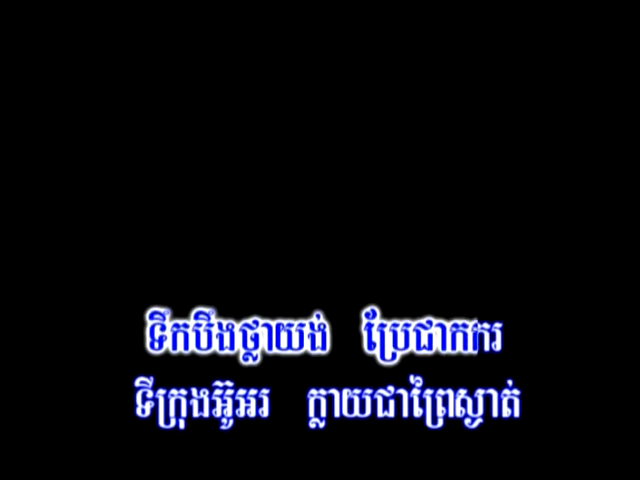 ទឹកបឹងថ្លាយង់ ប្រែជាកករ
ទីក្រុងអ៊ូអរ ក្លាយជាព្រៃស្ងាត់